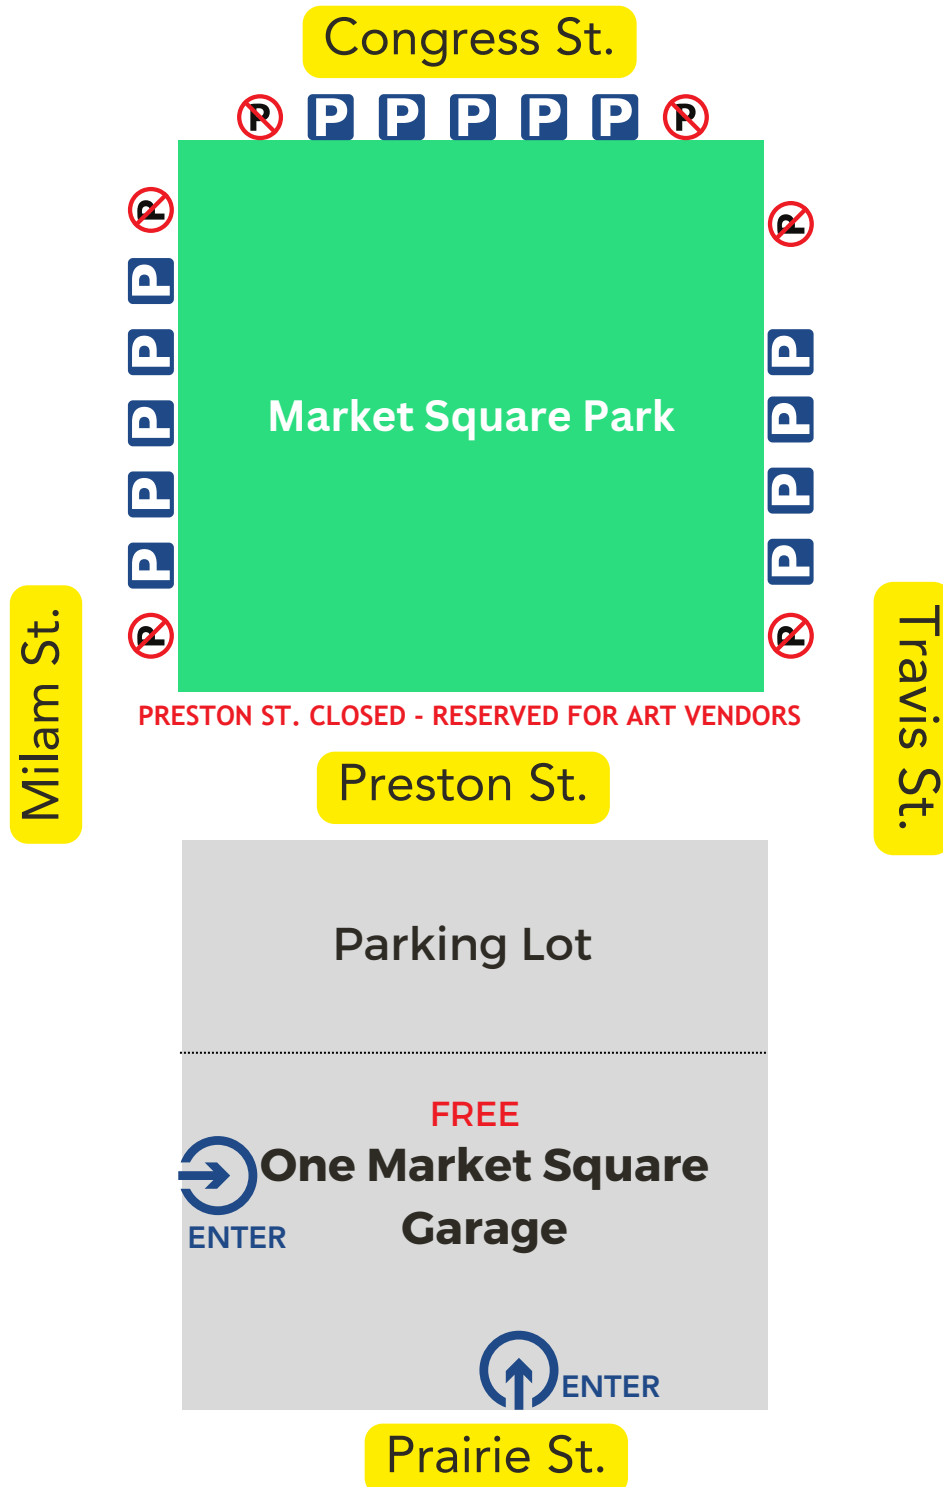 Congress St.
P P P P P P P
P
P
P
P
P
P
P
P
P
P
P
P
P
Market Square Park
Milam St.
Travis St.
PRESTON ST. CLOSED - RESERVED FOR ART VENDORS
Preston St.
Parking Lot
FREE
One Market Square
Garage
ENTER
ENTER
Prairie St.